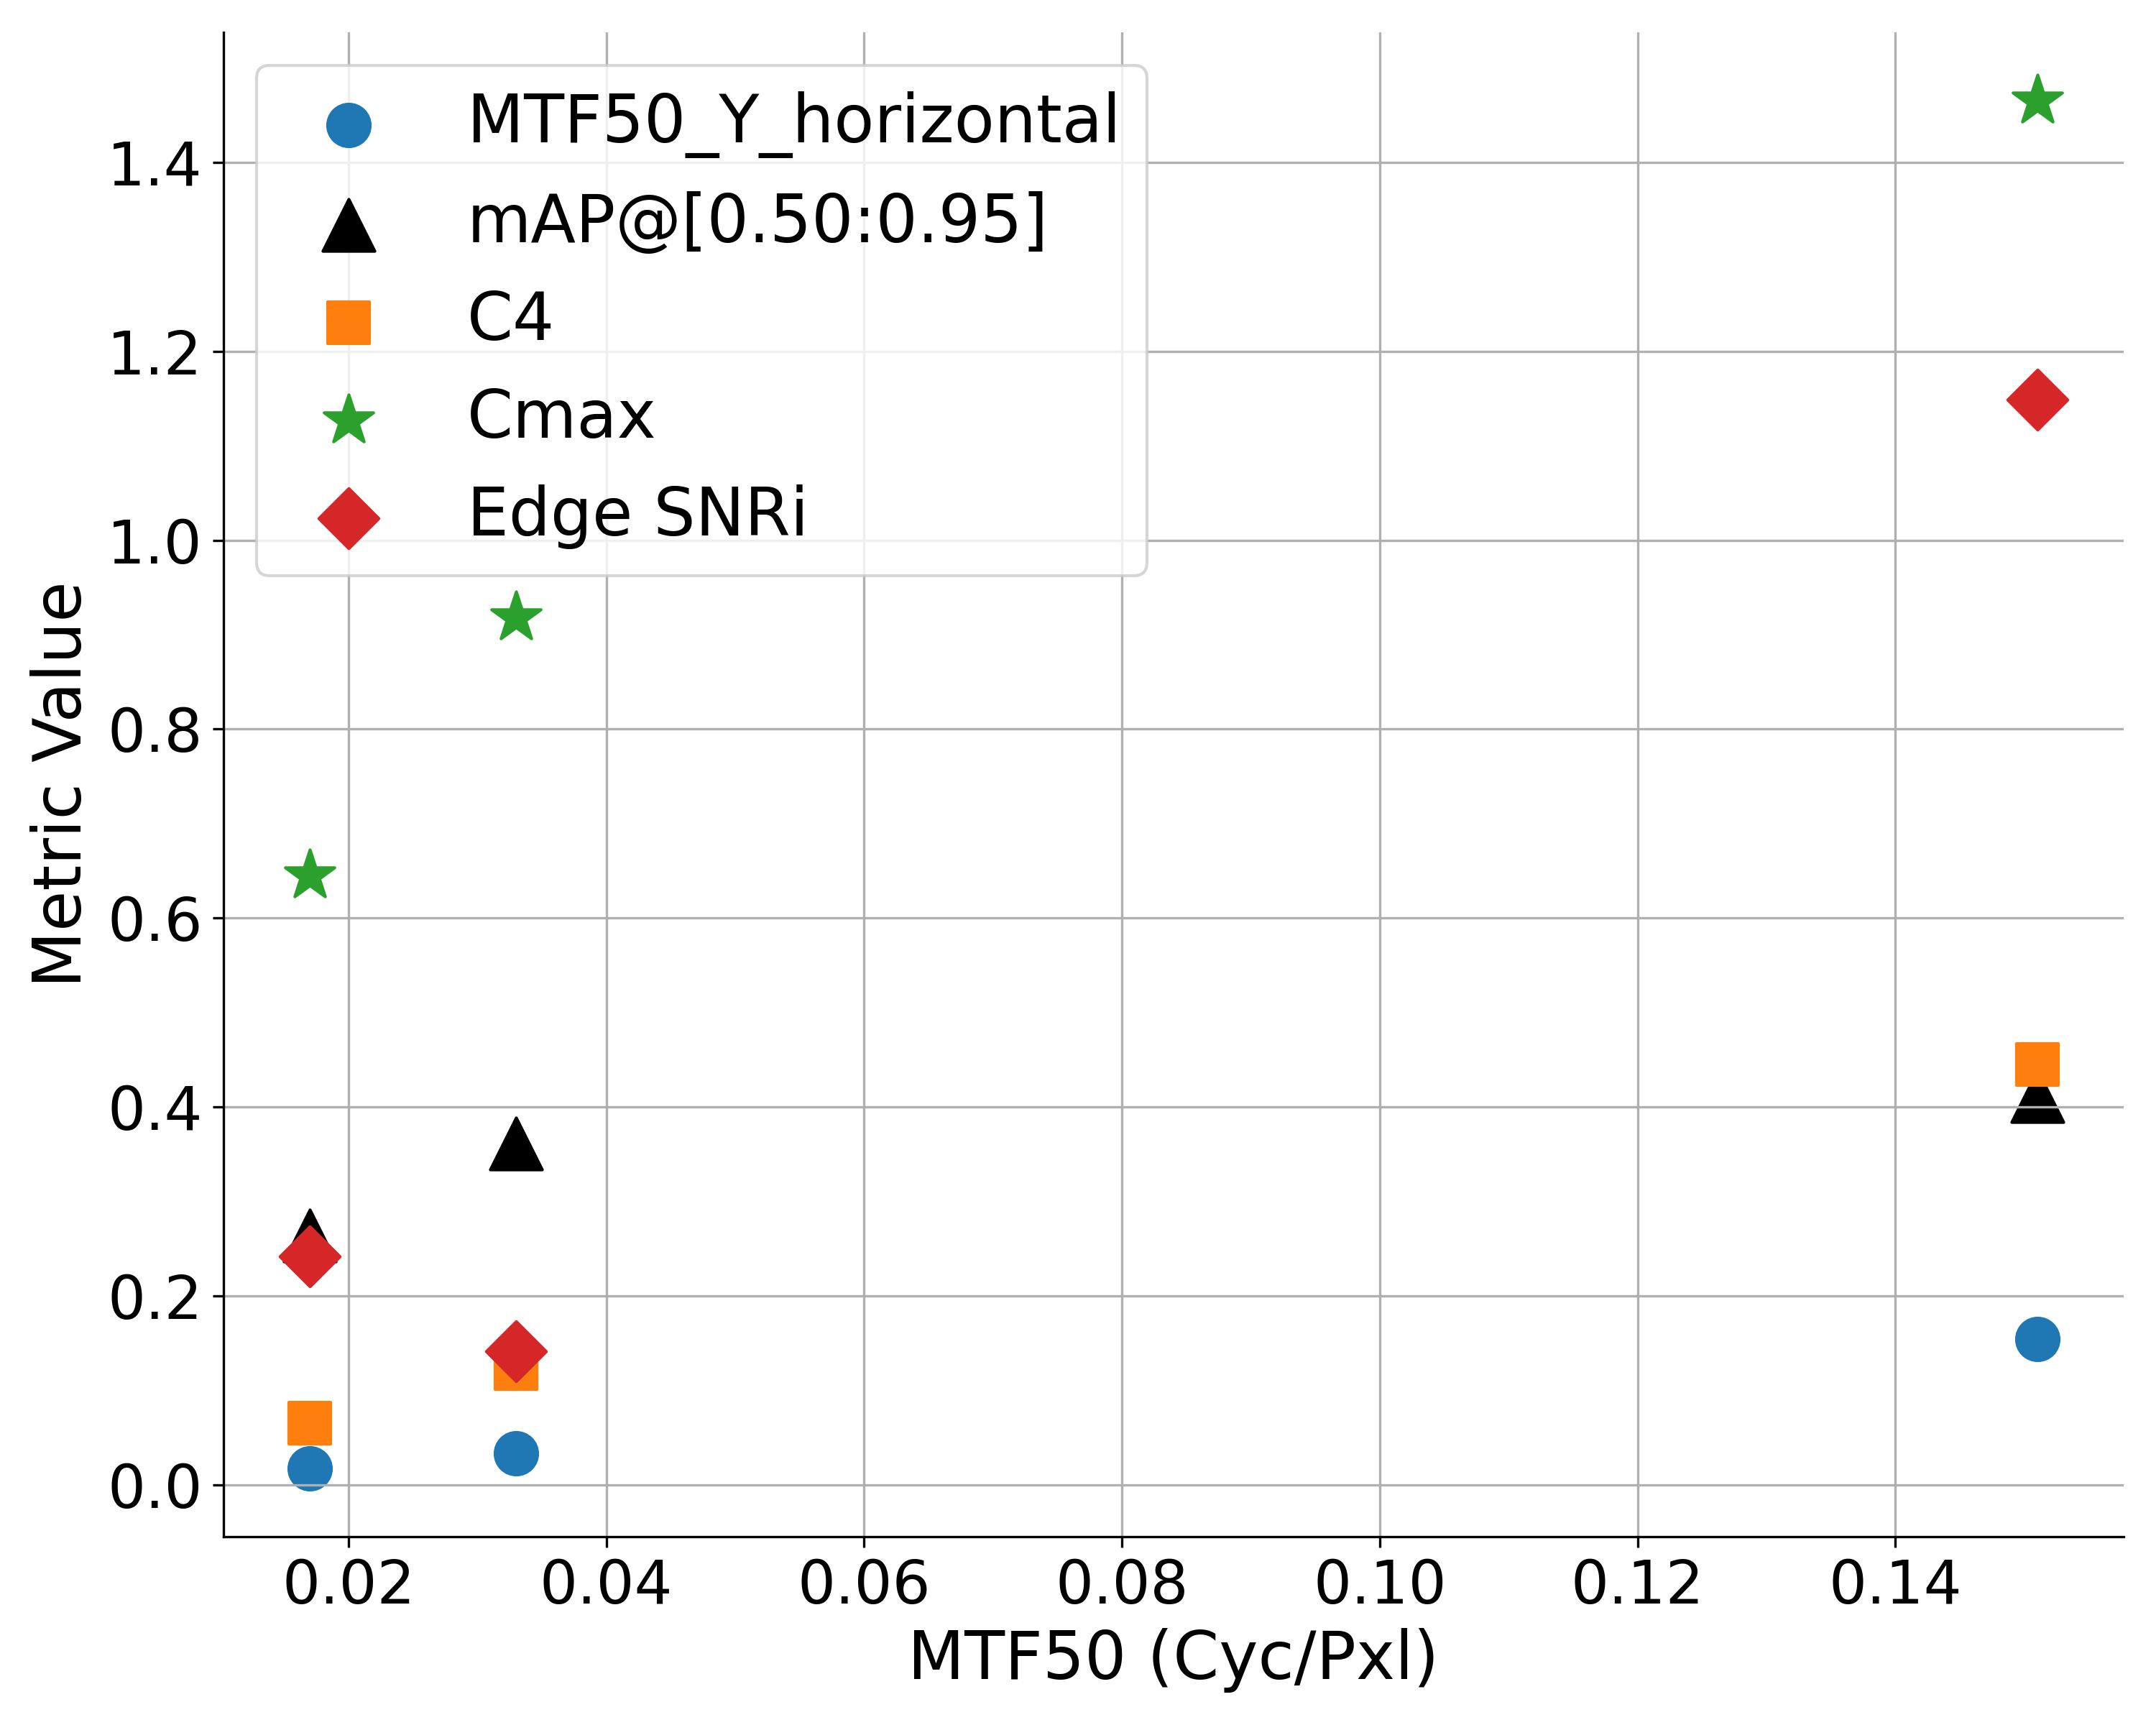 MTF50_Y_horizontal
mAP@[0.50:0.95]
C4
Cmax
Edge SNRi
1.4
1.2
1.0
0.8
0.6
0.4
0.2
0.0
Metric Value
0.02 0.04 0.06 0.08 0.10 0.12 0.14
MTF50 (Cyc/Pxl)